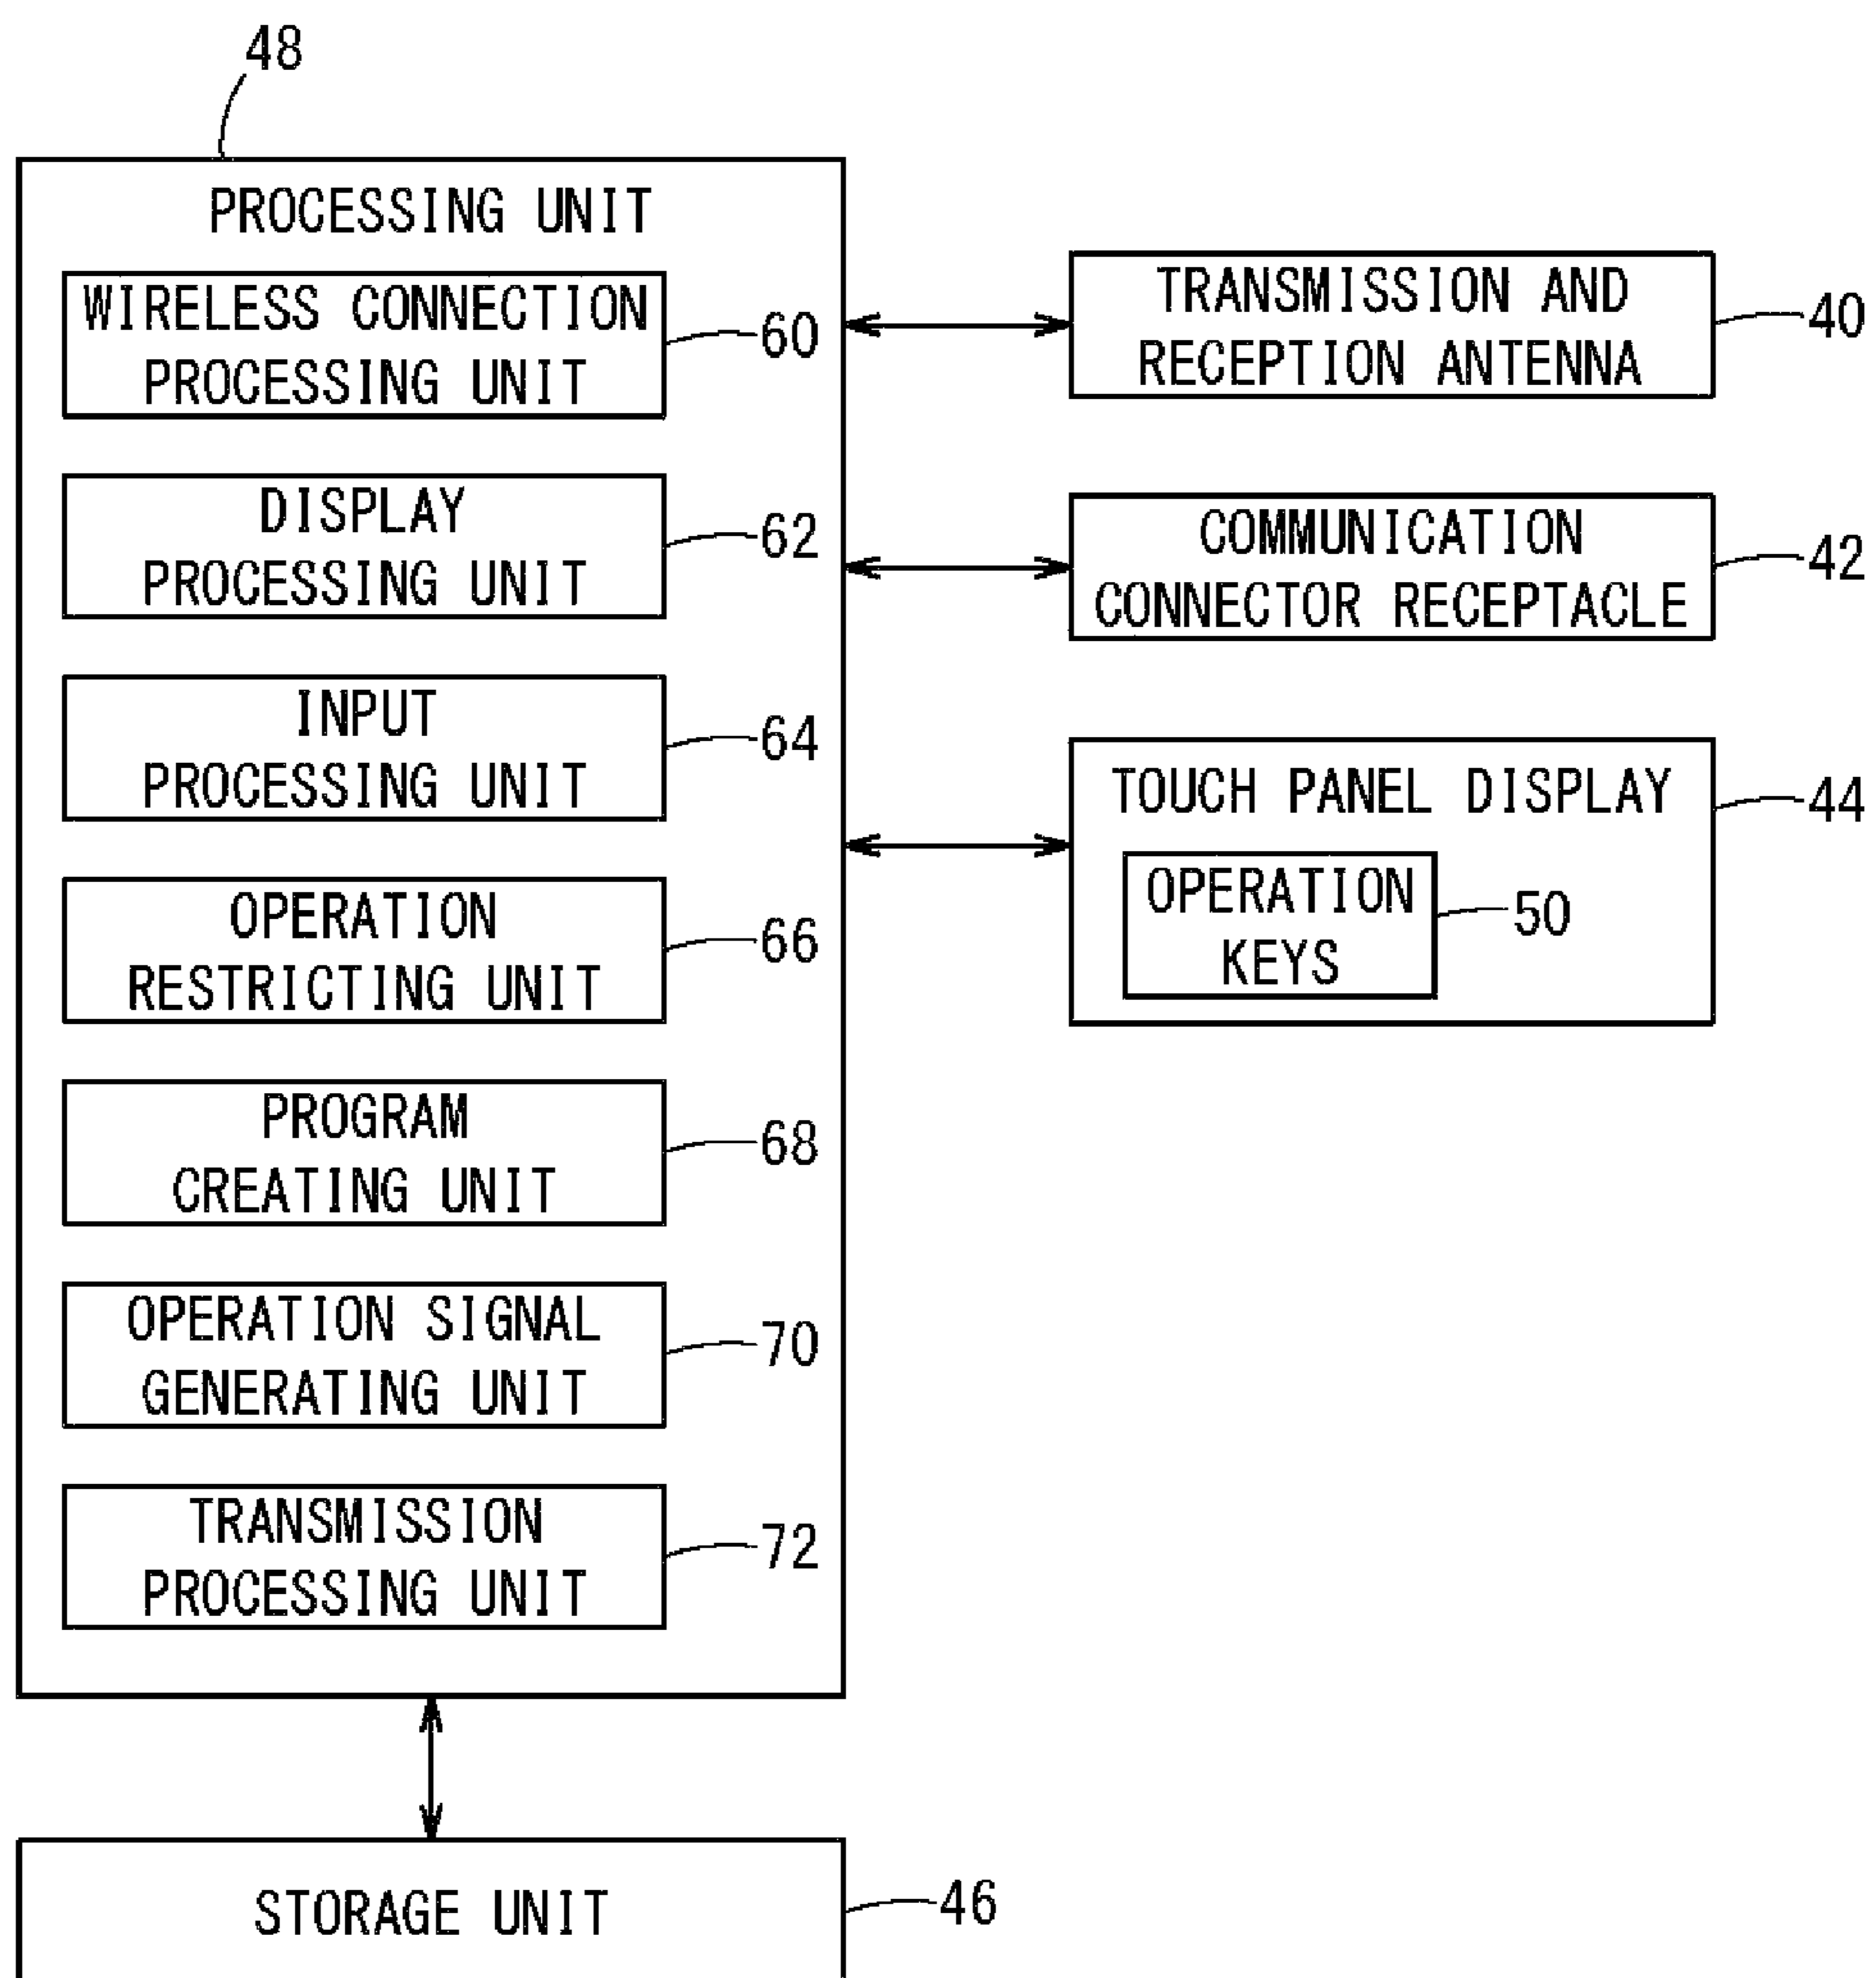 48
PROCESSING UNIT
WIRELESS CONNECTION
PROCESSING UNIT
60
DISPLAY
PROCESSING UNIT
62
INPUT
PROCESSING UNIT
64
OPERATION
RESTRICTING UNIT
66
PROGRAM
CREATING UNIT
68
OPERATION SIGNAL
GENERATING UNIT
70
TRANSMISSION
PROCESSING UNIT
72
TRANSMISSION AND
RECEPTION ANTENNA
40
COMMUNICATION
CONNECTOR RECEPTACLE
42
TOUCH PANEL DISPLAY
44
OPERATION
KEYS
50
STORAGE UNIT
46